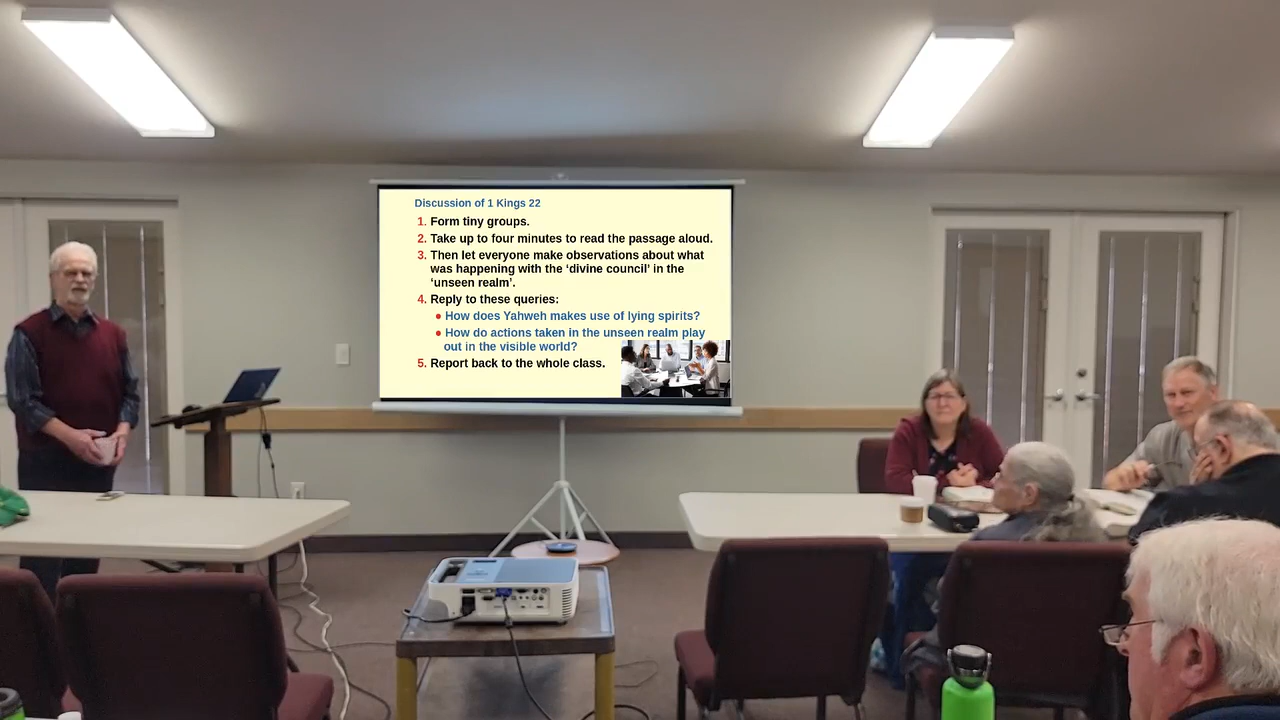 Discussion of 1 Kings 22
1. Form tiny groups.
2. Take up to four minutes to read the passage aloud.
3. Then let everyone make observations about what
was happening with the ‘divine council’ in the
‘unseen realm’.
4. Reply to these queries:
● How does Yahweh makes use of lying spirits?
● How do actions taken in the unseen realm play
out in the visible world?
5. Report back to the whole class.